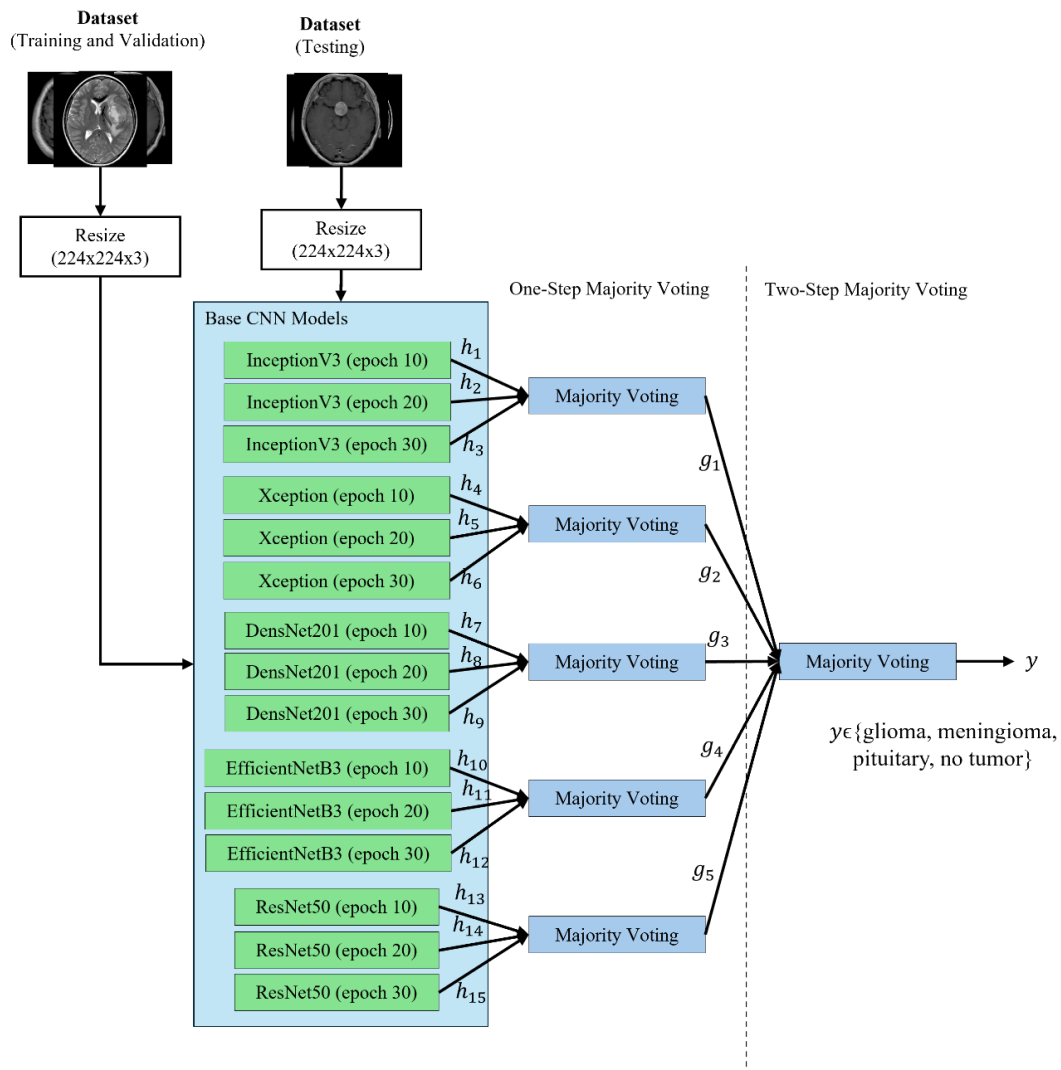 Dataset
(Training and Validation)
Dataset
(Testing)
Resize
(224x224x3)
Resize
(224x224x3)
One-Step Majority Voting
Two-Step Majority Voting
Base CNN Models
InceptionV3 (epoch 10)
h₁
InceptionV3 (epoch 20)
h₂
InceptionV3 (epoch 30)
h₃
Majority Voting
g₁
Xception (epoch 10)
h₄
Xception (epoch 20)
h₅
Xception (epoch 30)
h₆
Majority Voting
g₂
DensNet201 (epoch 10)
h₇
DensNet201 (epoch 20)
h₈
DensNet201 (epoch 30)
h₉
Majority Voting
g₃
EfficientNetB3 (epoch 10)
h₁₀
EfficientNetB3 (epoch 20)
h₁₁
EfficientNetB3 (epoch 30)
h₁₂
Majority Voting
g₄
ResNet50 (epoch 10)
h₁₃
ResNet50 (epoch 20)
h₁₄
ResNet50 (epoch 30)
h₁₅
Majority Voting
g₅
Majority Voting
y
yϵ{glioma, meningioma,
pituitary, no tumor}